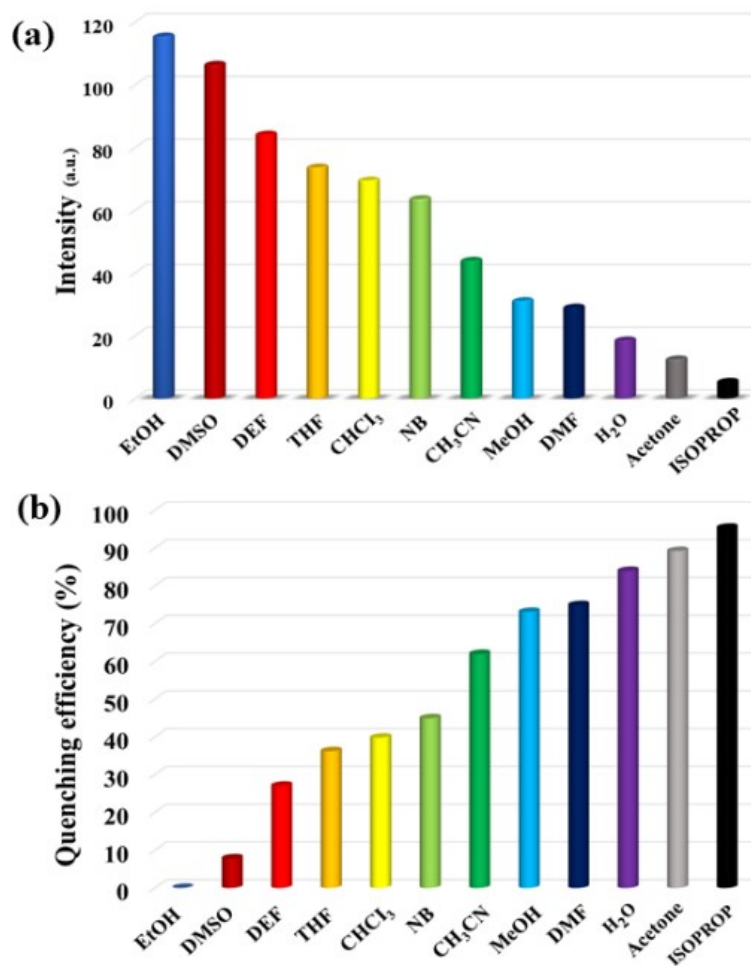 (a)
Intensity (a.u.)
120
100
80
60
40
20
0
EtOH
DMSO
DEF
THF
CHCl₃
NB
CH₃CN
MeOH
DMF
H₂O
Acetone
ISOPROP
(b)
Quenching efficiency (%)
100
90
80
70
60
50
40
30
20
10
0
EtOH
DMSO
DEF
THF
CHCl₃
NB
CH₃CN
MeOH
DMF
H₂O
Acetone
ISOPROP